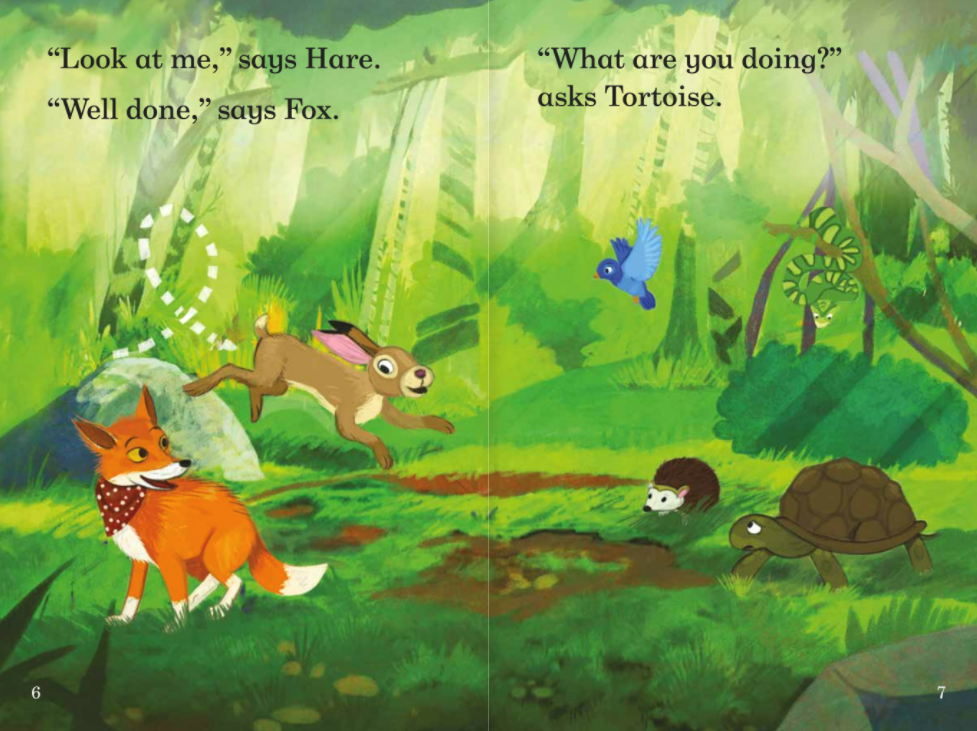 “Look at me,” says Hare.
“Well done,” says Fox.
“What are you doing?”
asks Tortoise.
6
7